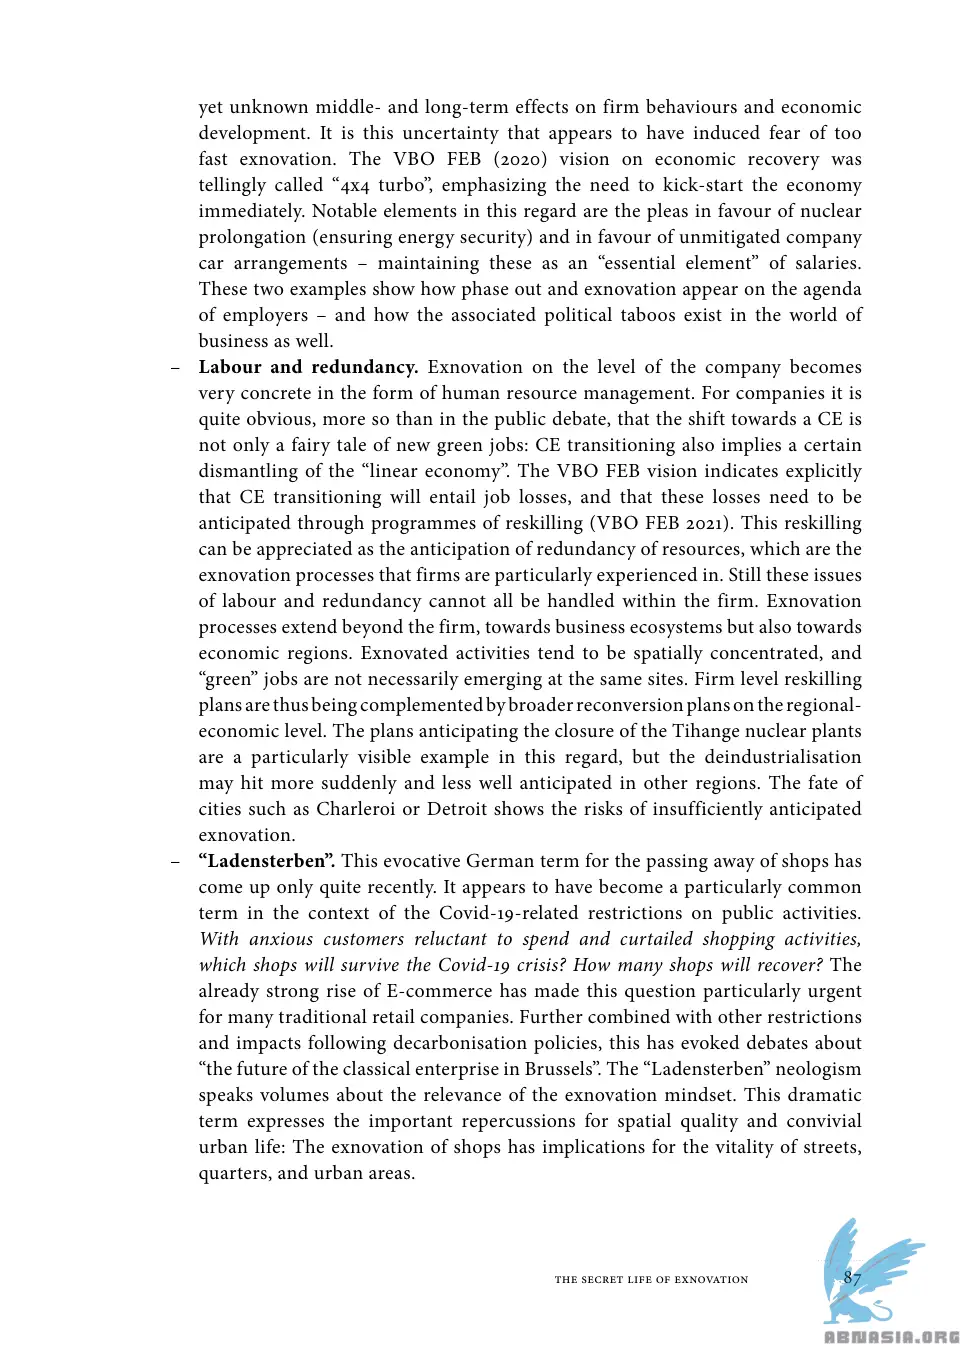 yet unknown middle- and long-term effects on firm behaviours and economic
development. It is this uncertainty that appears to have induced fear of too
fast exnovation. The VBO FEB (2020) vision on economic recovery was
tellingly called “4x4 turbo”, emphasizing the need to kick-start the economy
immediately. Notable elements in this regard are the pleas in favour of nuclear
prolongation (ensuring energy security) and in favour of unmitigated company
car arrangements – maintaining these as an “essential element” of salaries.
These two examples show how phase out and exnovation appear on the agenda
of employers – and how the associated political taboos exist in the world of
business as well.
– Labour and redundancy. Exnovation on the level of the company becomes
very concrete in the form of human resource management. For companies it is
quite obvious, more so than in the public debate, that the shift towards a CE is
not only a fairy tale of new green jobs: CE transitioning also implies a certain
dismantling of the “linear economy”. The VBO FEB vision indicates explicitly
that CE transitioning will entail job losses, and that these losses need to be
anticipated through programmes of reskilling (VBO FEB 2021). This reskilling
can be appreciated as the anticipation of redundancy of resources, which are the
exnovation processes that firms are particularly experienced in. Still these issues
of labour and redundancy cannot all be handled within the firm. Exnovation
processes extend beyond the firm, towards business ecosystems but also towards
economic regions. Exnovated activities tend to be spatially concentrated, and
“green” jobs are not necessarily emerging at the same sites. Firm level reskilling
plans are thus being complemented by broader reconversion plans on the regional-
economic level. The plans anticipating the closure of the Tihange nuclear plants
are a particularly visible example in this regard, but the deindustrialisation
may hit more suddenly and less well anticipated in other regions. The fate of
cities such as Charleroi or Detroit shows the risks of insufficiently anticipated
exnovation.
– “Ladensterben”. This evocative German term for the passing away of shops has
come up only quite recently. It appears to have become a particularly common
term in the context of the Covid-19-related restrictions on public activities.
With anxious customers reluctant to spend and curtailed shopping activities,
which shops will survive the Covid-19 crisis? How many shops will recover? The
already strong rise of E-commerce has made this question particularly urgent
for many traditional retail companies. Further combined with other restrictions
and impacts following decarbonisation policies, this has evoked debates about
“the future of the classical enterprise in Brussels”. The “Ladensterben” neologism
speaks volumes about the relevance of the exnovation mindset. This dramatic
term expresses the important repercussions for spatial quality and convivial
urban life: The exnovation of shops has implications for the vitality of streets,
quarters, and urban areas.
THE SECRET LIFE OF EXNOVATION 87
ABNASIA.ORG